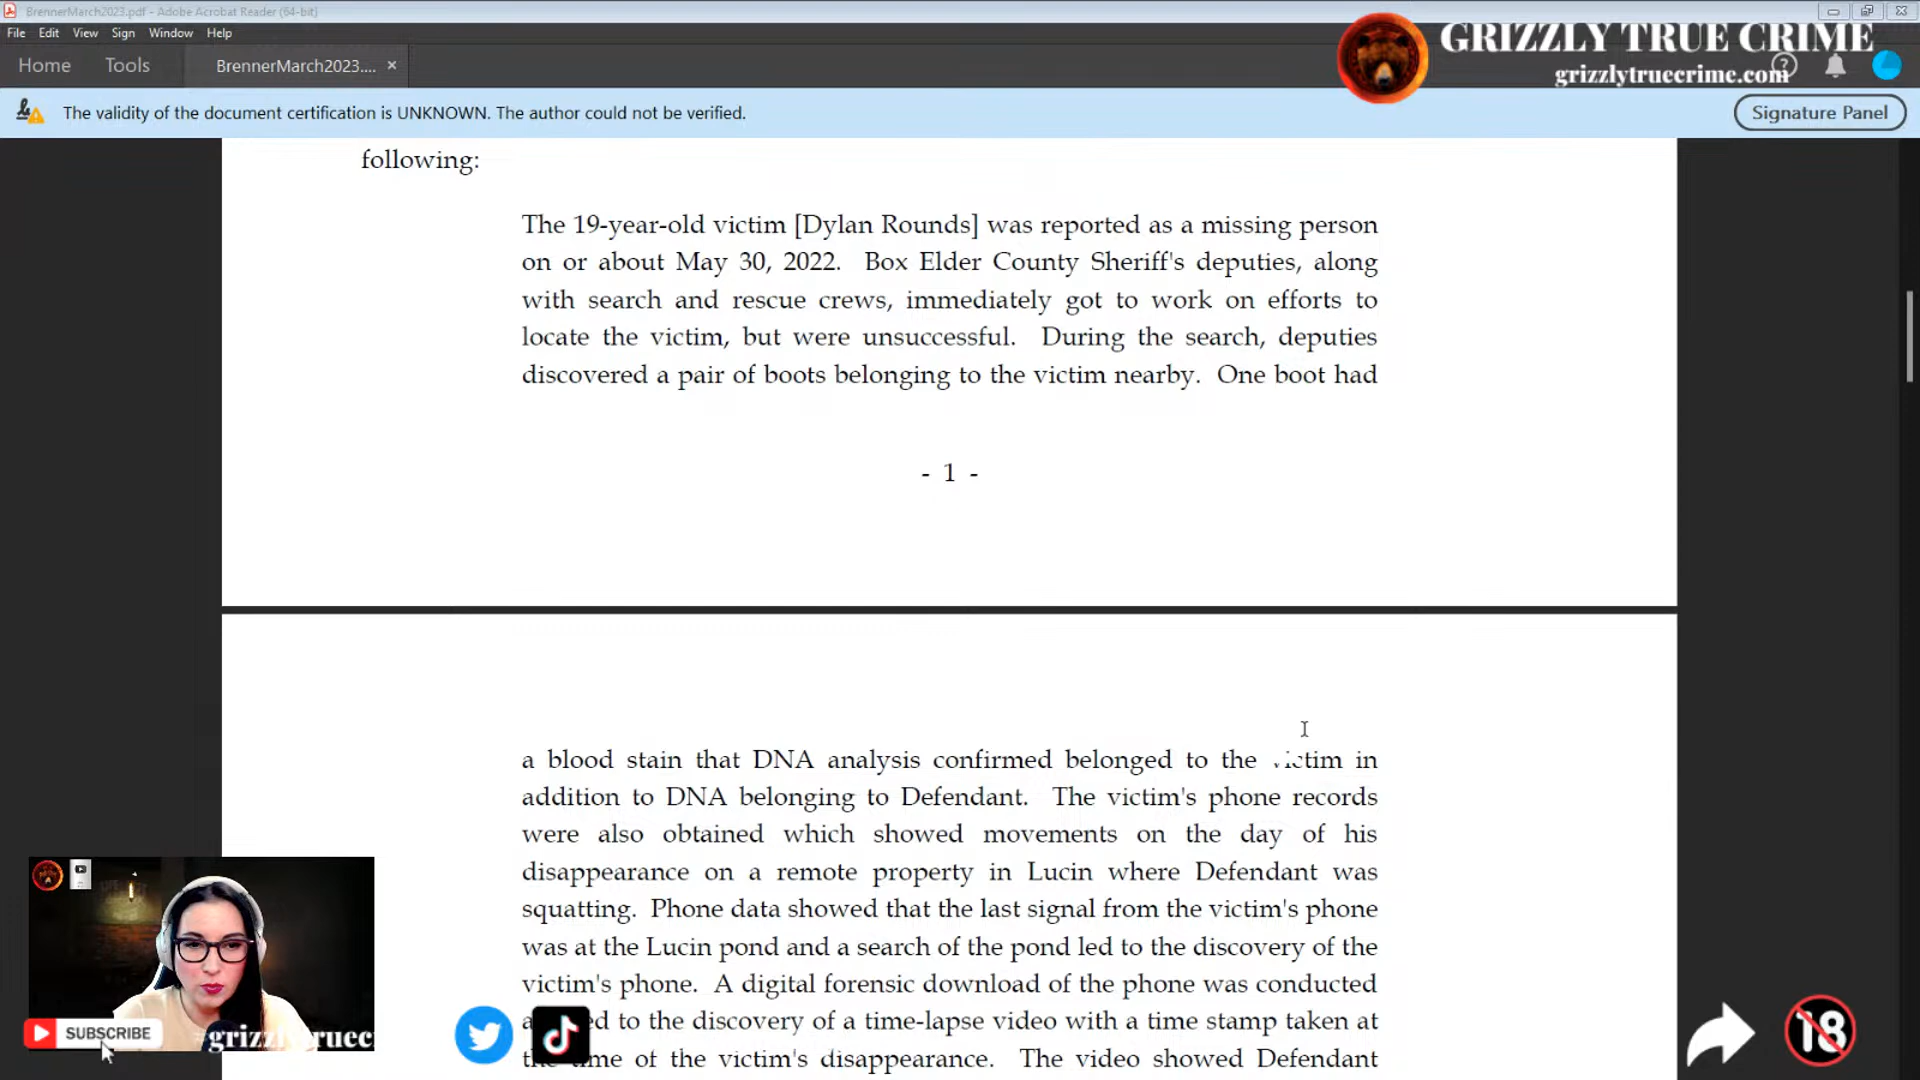 BrennerMarch2023.pdf - Adobe Acrobat Reader (64-bit)
File Edit View Sign Window Help
GRIZZLY TRUE CRIME
grizzlytruecrime.com
Home Tools BrennerMarch2023.... ×
The validity of the document certification is UNKNOWN. The author could not be verified.
Signature Panel
following:
The 19-year-old victim [Dylan Rounds] was reported as a missing person
on or about May 30, 2022. Box Elder County Sheriff's deputies, along
with search and rescue crews, immediately got to work on efforts to
locate the victim, but were unsuccessful. During the search, deputies
discovered a pair of boots belonging to the victim nearby. One boot had
- 1 -
a blood stain that DNA analysis confirmed belonged to the victim in
addition to DNA belonging to Defendant. The victim's phone records
were also obtained which showed movements on the day of his
disappearance on a remote property in Lucin where Defendant was
squatting. Phone data showed that the last signal from the victim's phone
was at the Lucin pond and a search of the pond led to the discovery of the
victim's phone. A digital forensic download of the phone was conducted
to the discovery of a time-lapse video with a time stamp taken at
of the victim's disappearance. The video showed Defendant
SUBSCRIBE
18